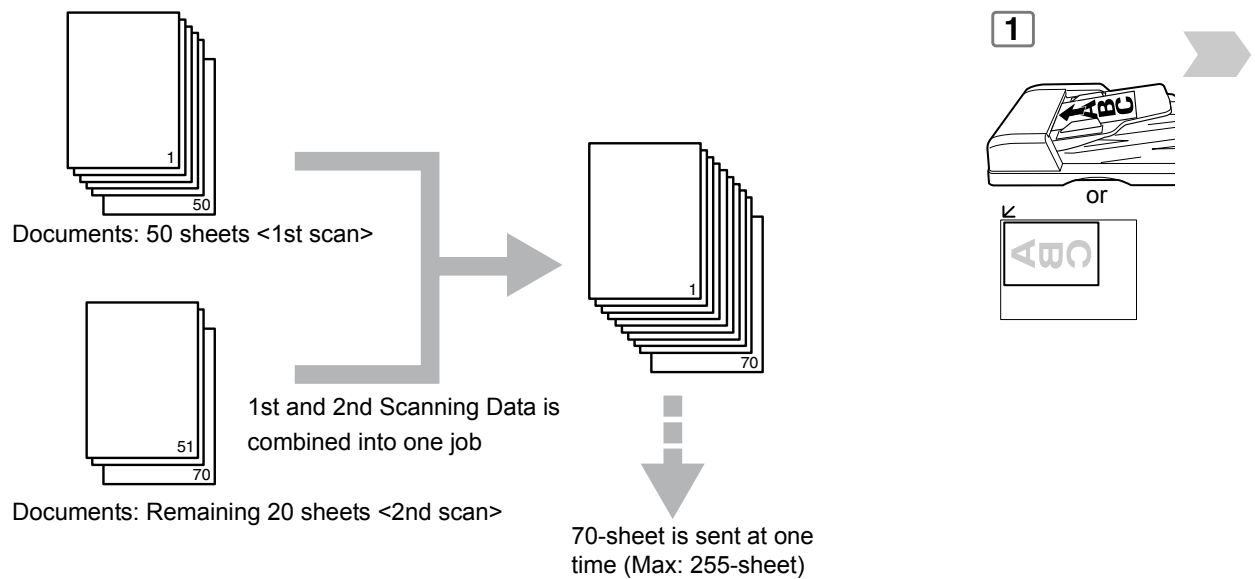 1
50
Documents: 50 sheets <1st scan>
51
70
Documents: Remaining 20 sheets <2nd scan>
1st and 2nd Scanning Data is
combined into one job
1
70
70-sheet is sent at one
time (Max: 255-sheet)
1
ABC
or
ABC